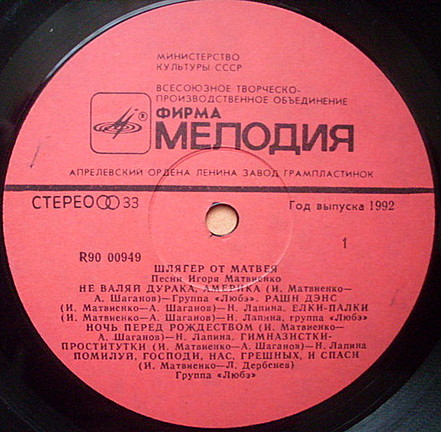 МИНИСТЕРСТВО
КУЛЬТУРЫ СССР
ВСЕСОЮЗНОЕ ТВОРЧЕСКО-
ПРОИЗВОДСТВЕННОЕ ОБЪЕДИНЕНИЕ
®
ФИРМА
МЕЛОДИЯ
АПРЕЛЕВСКИЙ ОРДЕНА ЛЕНИНА ЗАВОД ГРАМПЛАСТИНОК
СТЕРЕО 33
Год выпуска 1992
R90 00949
1
ШЛЯГЕР ОТ МАТВЕЯ
Песни Игоря Матвиенко
НЕ ВАЛЯЙ ДУРАКА, АМЕРИКА (И. Матвиенко—
А. Шаганов)—Группа «Любэ». РАШН ДЭНС
(И. Матвиенко—А. Шаганов)—Н. Лапина. ЕЛКИ-ПАЛКИ
(И. Матвиенко—А. Шаганов)—Н. Лапина, группа «Любэ»
НОЧЬ ПЕРЕД РОЖДЕСТВОМ (И. Матвиенко—
А. Шаганов)—Н. Лапина. ГИМНАЗИСТКИ-
ПРОСТИТУТКИ (И. Матвиенко—А. Шаганов)—Н. Лапина
ПОМИЛУЙ, ГОСПОДИ, НАС, ГРЕШНЫХ, И СПАСИ
(И. Матвиенко—Л. Дербенев)
Группа «Любэ»